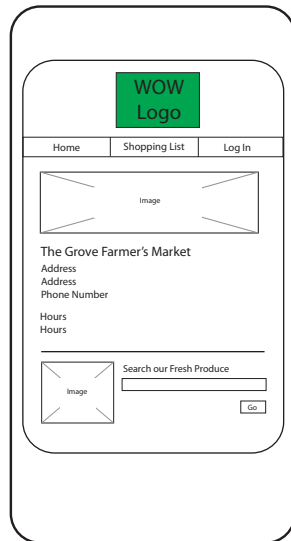 WOW
Logo
Home
Shopping List
Log In
Image
The Grove Farmer's Market
Address
Address
Phone Number
Hours
Hours
Image
Search our Fresh Produce
Go